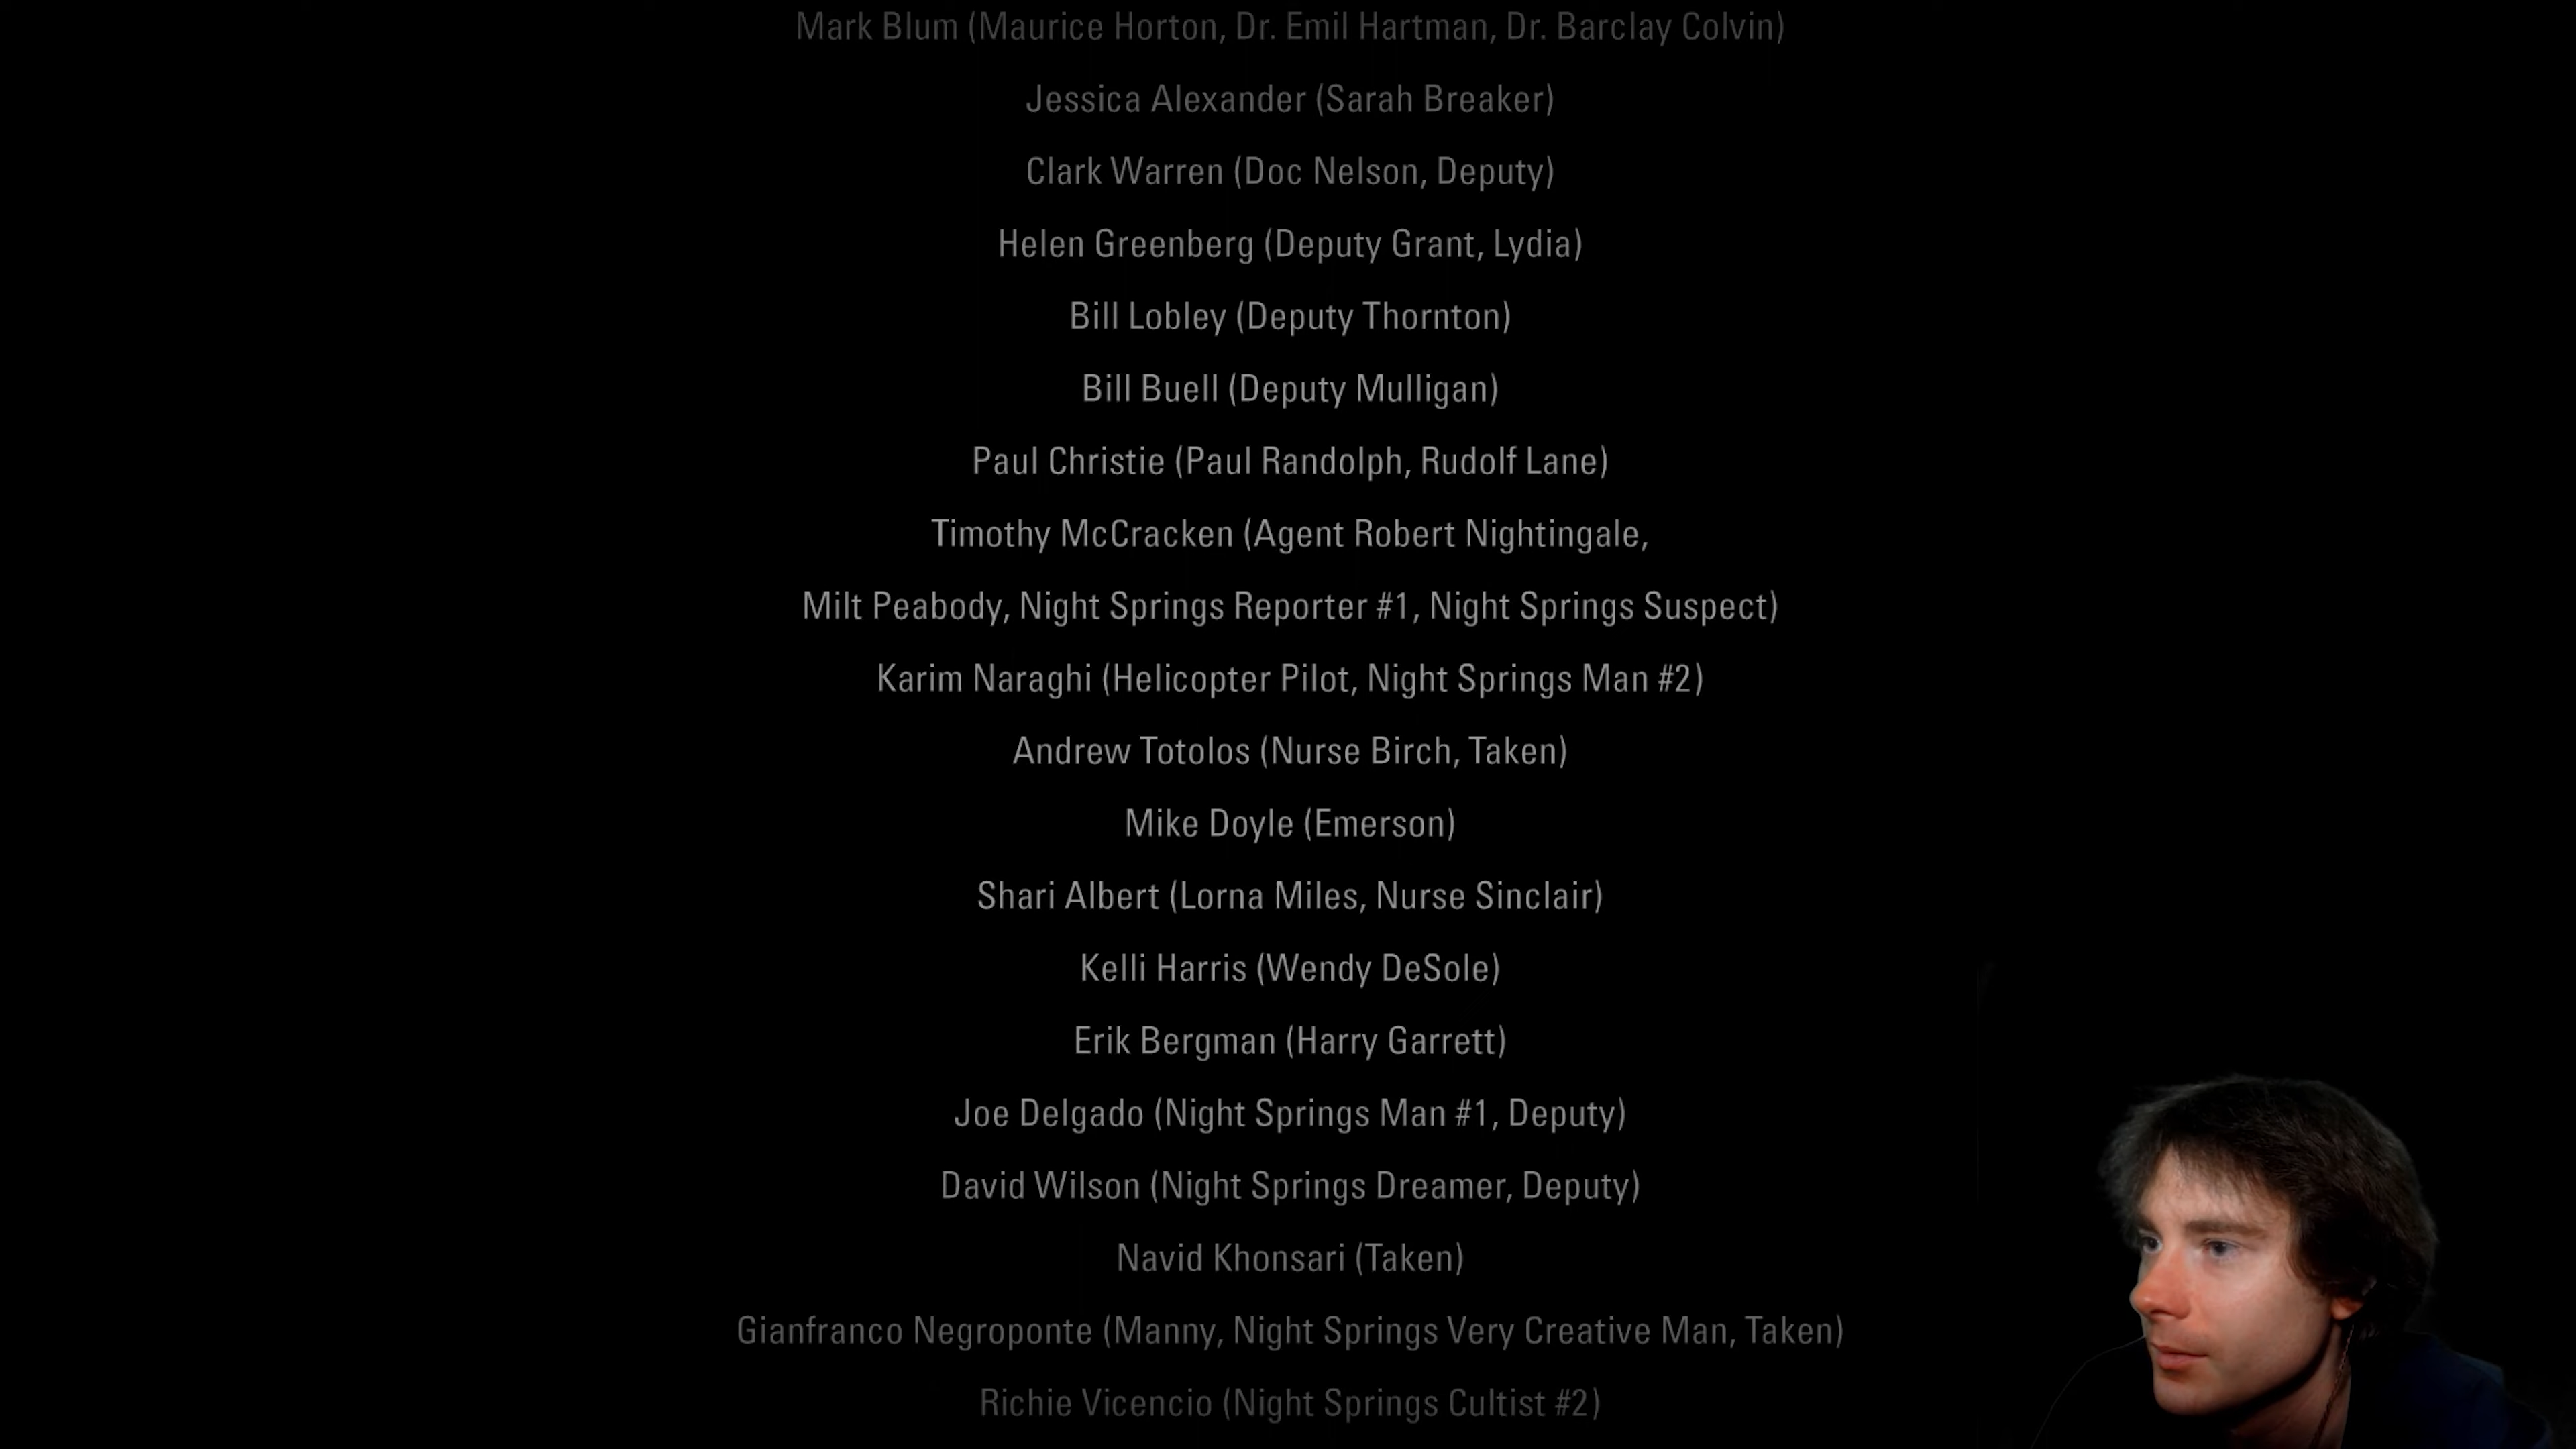 Mark Blum (Maurice Horton, Dr. Emil Hartman, Dr. Barclay Colvin)
Jessica Alexander (Sarah Breaker)
Clark Warren (Doc Nelson, Deputy)
Helen Greenberg (Deputy Grant, Lydia)
Bill Lobley (Deputy Thornton)
Bill Buell (Deputy Mulligan)
Paul Christie (Paul Randolph, Rudolf Lane)
Timothy McCracken (Agent Robert Nightingale,
Milt Peabody, Night Springs Reporter #1, Night Springs Suspect)
Karim Naraghi (Helicopter Pilot, Night Springs Man #2)
Andrew Totolos (Nurse Birch, Taken)
Mike Doyle (Emerson)
Shari Albert (Lorna Miles, Nurse Sinclair)
Kelli Harris (Wendy DeSole)
Erik Bergman (Harry Garrett)
Joe Delgado (Night Springs Man #1, Deputy)
David Wilson (Night Springs Dreamer, Deputy)
Navid Khonsari (Taken)
Gianfranco Negroponte (Manny, Night Springs Very Creative Man, Taken)
Richie Vicencio (Night Springs Cultist #2)